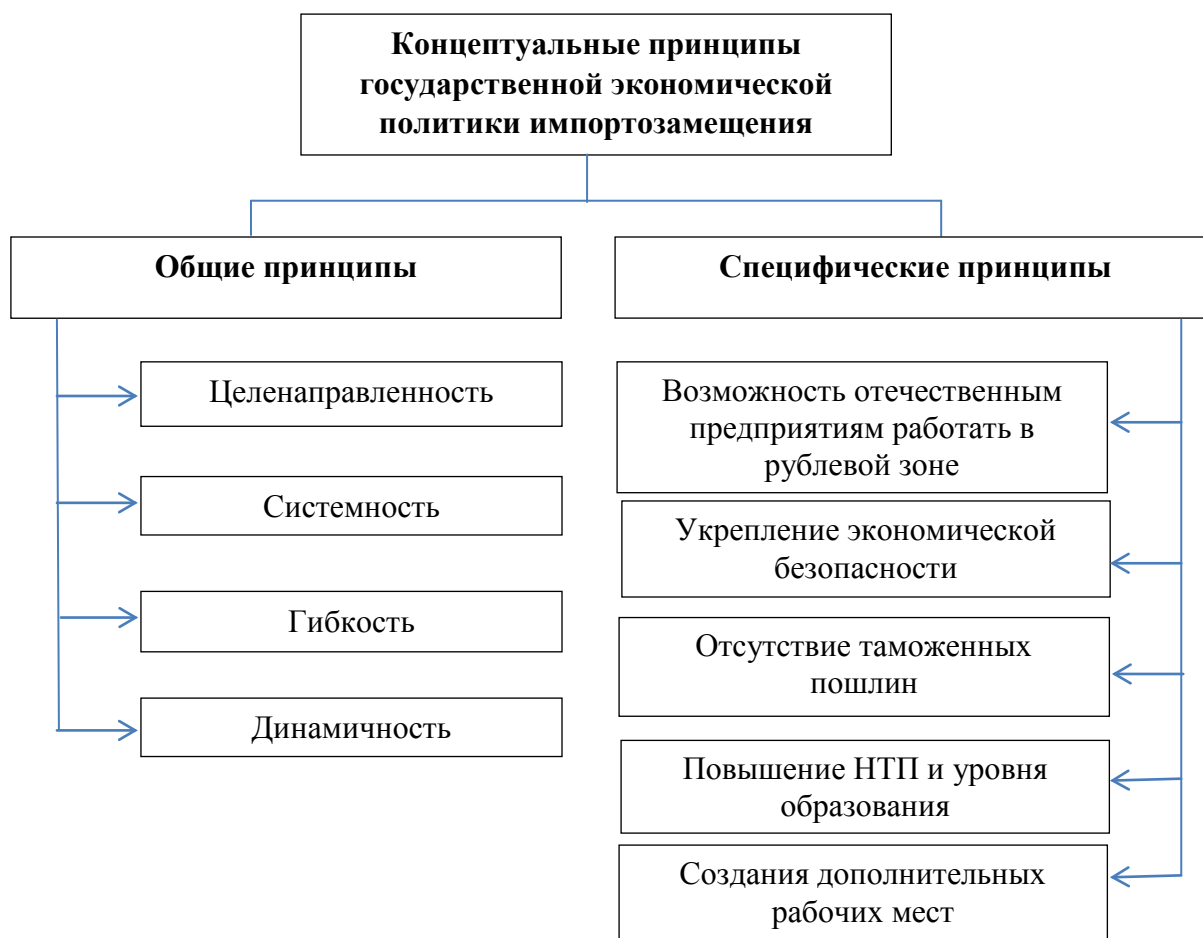 Концептуальные принципы
государственной экономической
политики импортозамещения
Общие принципы
Целенаправленность
Системность
Гибкость
Динамичность
Специфические принципы
Возможность отечественным
предприятиям работать в
рублевой зоне
Укрепление экономической
безопасности
Отсутствие таможенных
пошлин
Повышение НТП и уровня
образования
Создания дополнительных
рабочих мест